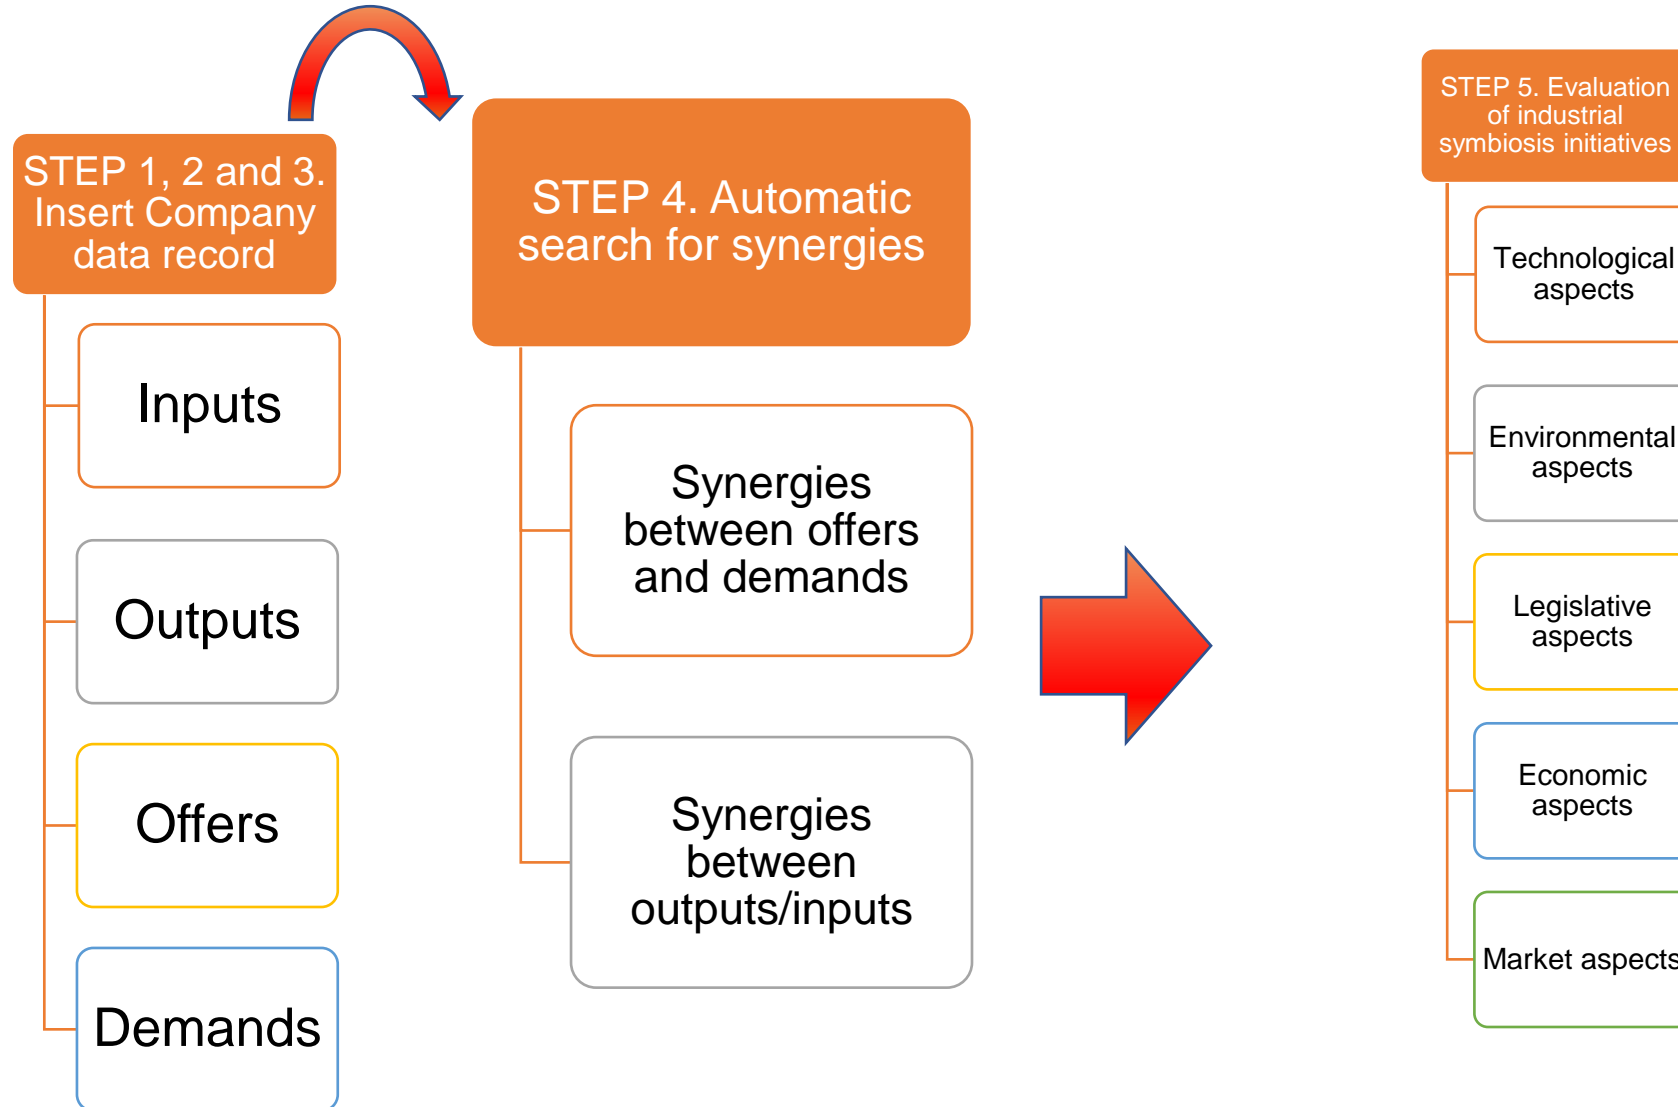 STEP 1, 2 and 3.
Insert Company
data record
Inputs
Outputs
Offers
Demands
STEP 4. Automatic
search for synergies
Synergies
between offers
and demands
Synergies
between
outputs/inputs
STEP 5. Evaluation
of industrial
symbiosis initiatives
Technological
aspects
Environmental
aspects
Legislative
aspects
Economic
aspects
Market aspects